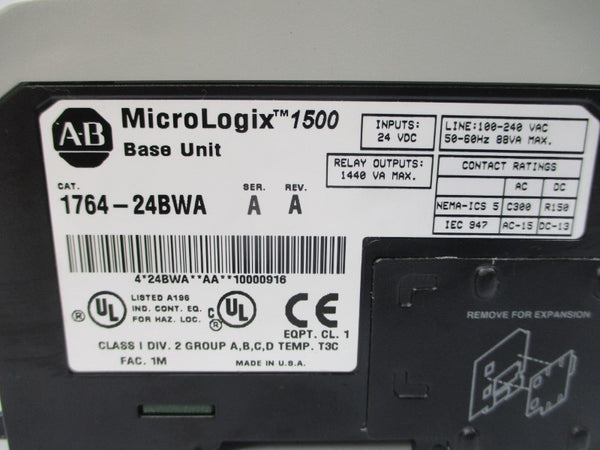 A-B
MicroLogix™ 1500
Base Unit
INPUTS:
24 VDC
LINE:100-240 VAC
50-60Hz 88VA MAX.
RELAY OUTPUTS:
1440 VA MAX.
CONTACT RATINGS
AC DC
NEMA-ICS 5 C300 R150
IEC 947 AC-15 DC-13
CAT. SER. REV.
1764-24BWA A A
4*24BWA**AA**10000916
UL ®
LISTED A196
IND. CONT. EQ.
FOR HAZ. LOC.
C UL ®
CE
EQPT. CL. 1
CLASS I DIV. 2 GROUP A,B,C,D TEMP. T3C
FAC. 1M MADE IN U.S.A.
REMOVE FOR EXPANSION: